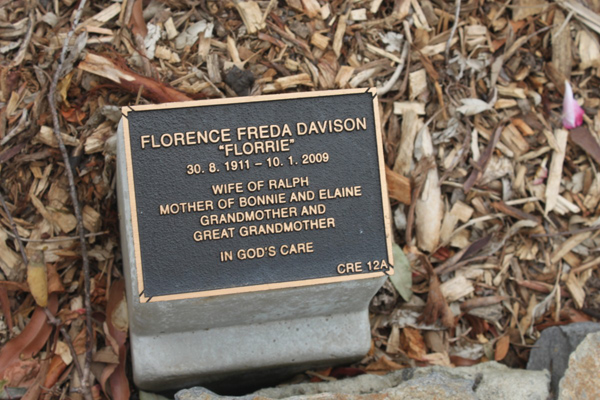 FLORENCE FREDA DAVISON
"FLORRIE"
30. 8. 1911 – 10. 1. 2009
WIFE OF RALPH
MOTHER OF BONNIE AND ELAINE
GRANDMOTHER AND
GREAT GRANDMOTHER
IN GOD'S CARE
CRE 12A